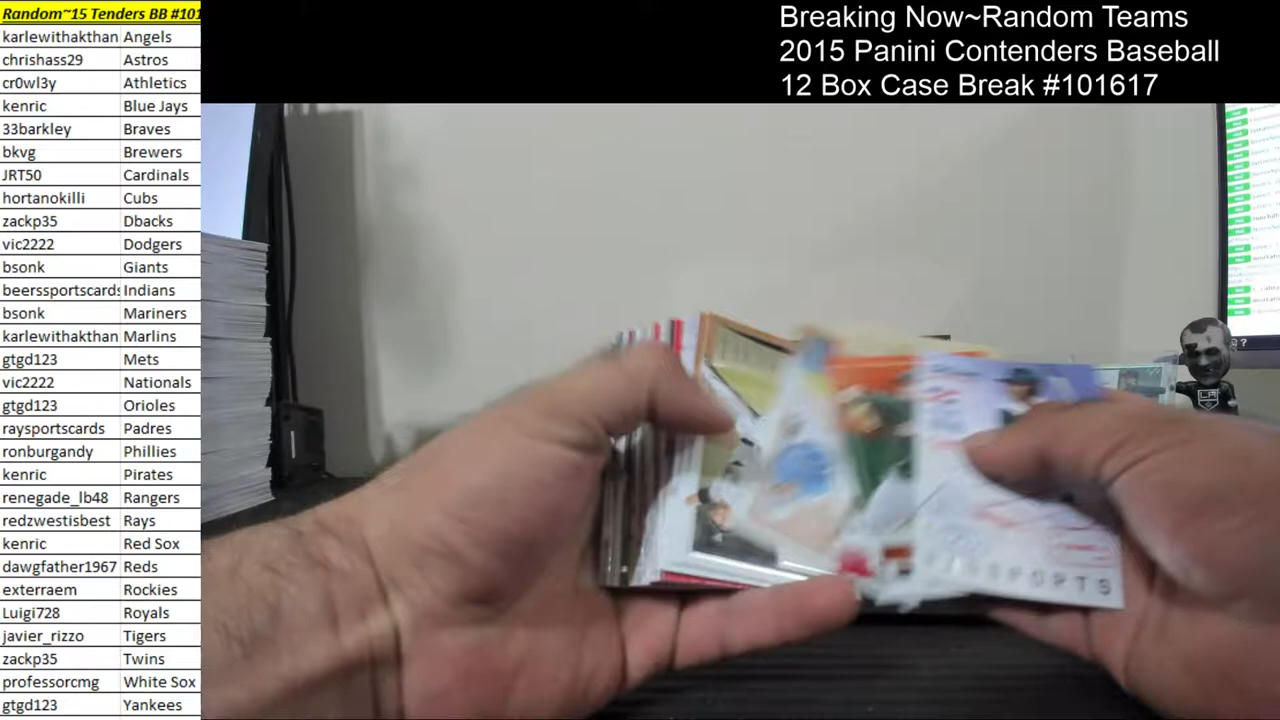 Random~15 Tenders BB #101
karlewithakthan Angels
chrishass29 Astros
cr0wl3y Athletics
kenric Blue Jays
33barkley Braves
bkvg Brewers
JRT50 Cardinals
hortanokilli Cubs
zackp35 Dbacks
vic2222 Dodgers
bsonk Giants
beerssportscards Indians
bsonk Mariners
karlewithakthan Marlins
gtgd123 Mets
vic2222 Nationals
gtgd123 Orioles
raysportscards Padres
ronburgandy Phillies
kenric Pirates
renegade_lb48 Rangers
redzwestisbest Rays
kenric Red Sox
dawgfather1967 Reds
exterraem Rockies
Luigi728 Royals
javier_rizzo Tigers
zackp35 Twins
professorcmg White Sox
gtgd123 Yankees
Breaking Now~Random Teams
2015 Panini Contenders Baseball
12 Box Case Break #101617